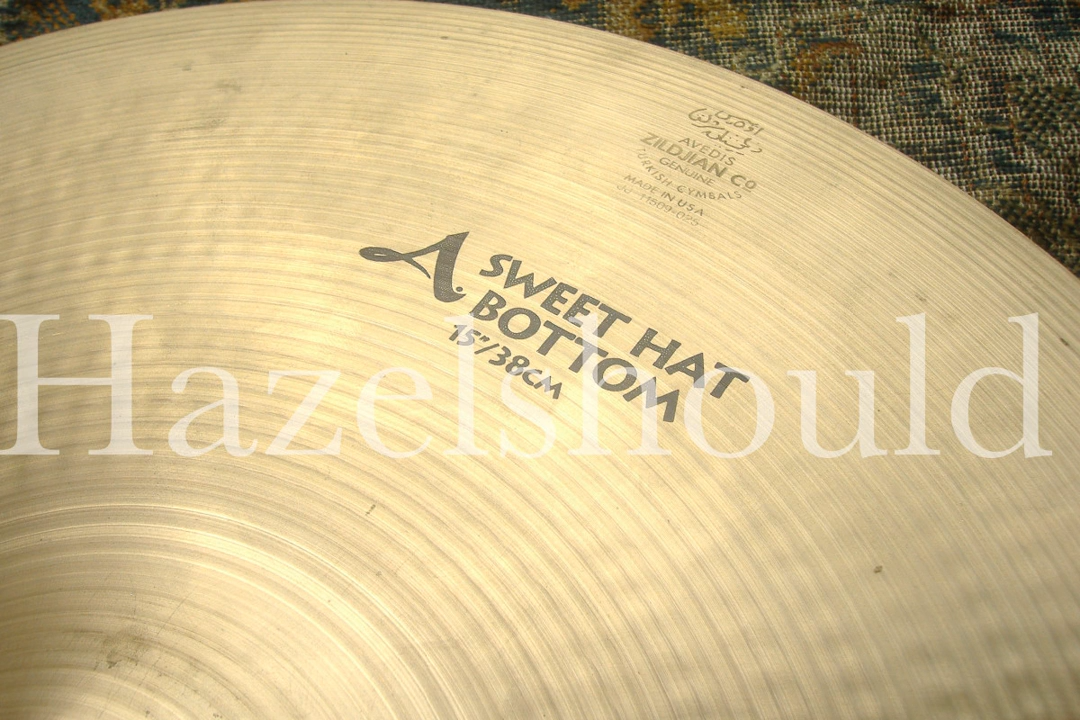 AVEDIS
ZILDJIAN Co
GENUINE
TURKISH CYMBALS
MADE IN USA
A. SWEET HAT
BOTTOM
15"/38CM
Hazelshould